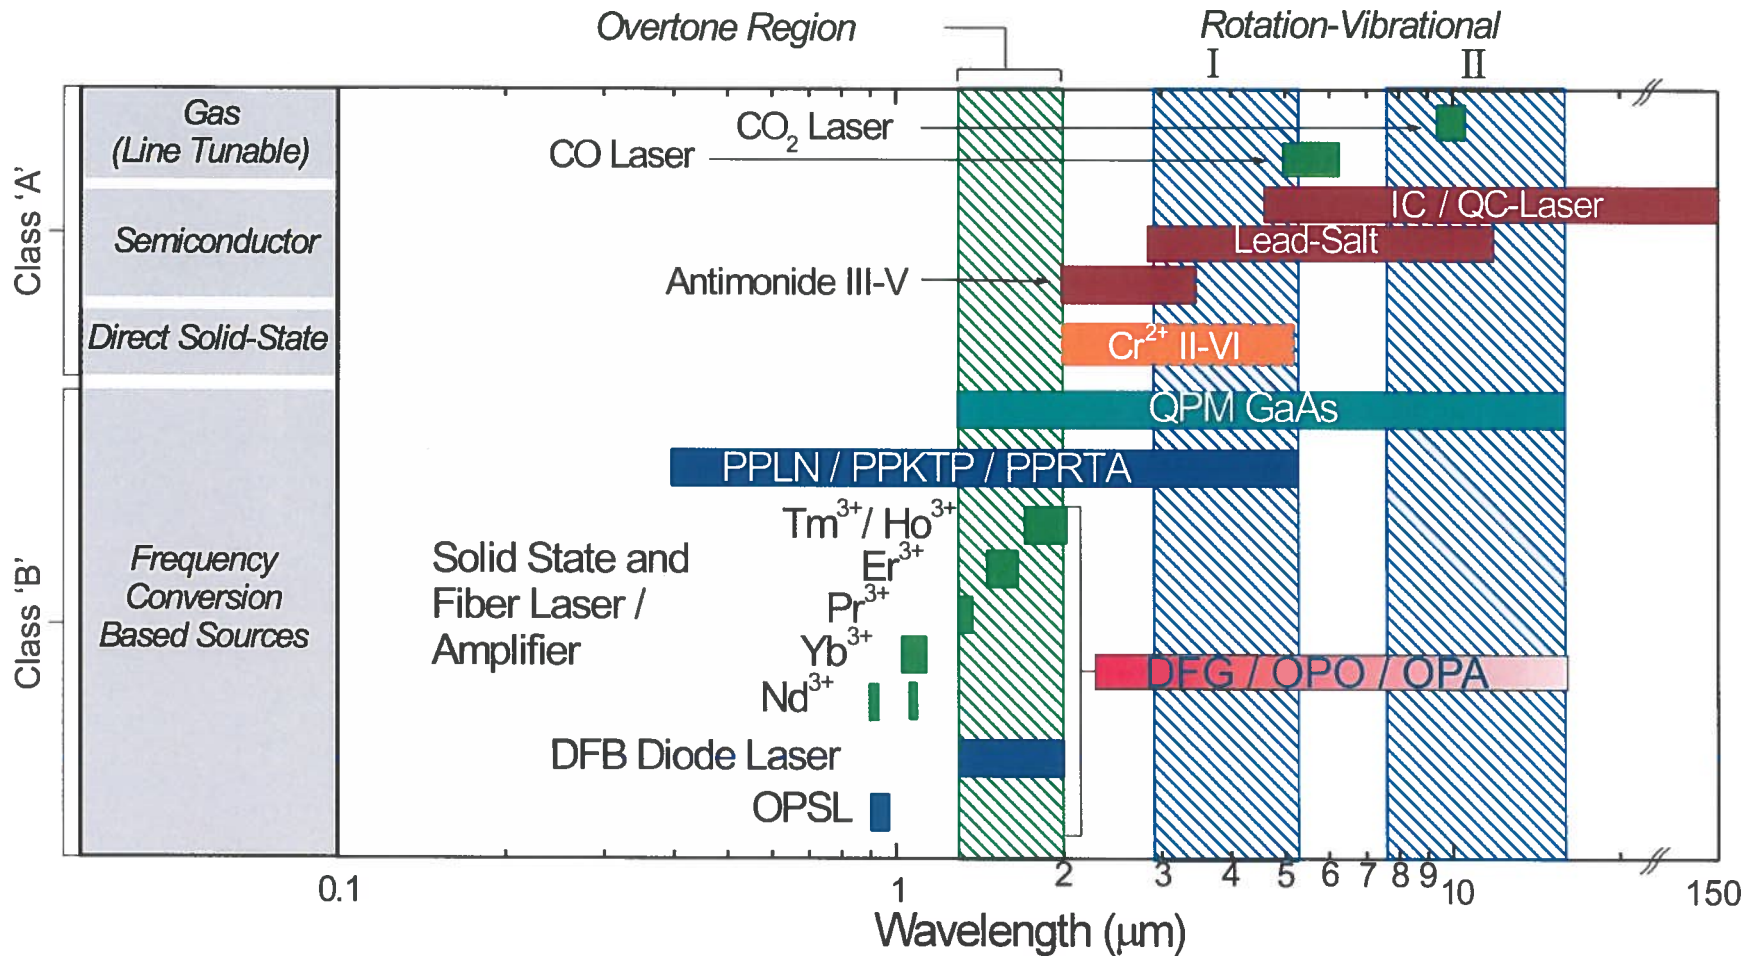 Overtone Region
Rotation-Vibrational
I
II
Class 'A'
Gas
(Line Tunable)
CO₂ Laser
CO Laser
Semiconductor
IC / QC-Laser
Lead-Salt
Antimonide III-V
Direct Solid-State
Cr²⁺ II-VI
Class 'B'
Frequency
Conversion
Based Sources
QPM GaAs
PPLN / PPKTP / PPRTA
Solid State and
Fiber Laser /
Amplifier
Tm³⁺/ Ho³⁺
Er³⁺
Pr³⁺
Yb³⁺
Nd³⁺
DFG / OPO / OPA
DFB Diode Laser
OPSL
0.1 1 2 3 4 5 6 7 8 9 10 150
Wavelength (μm)